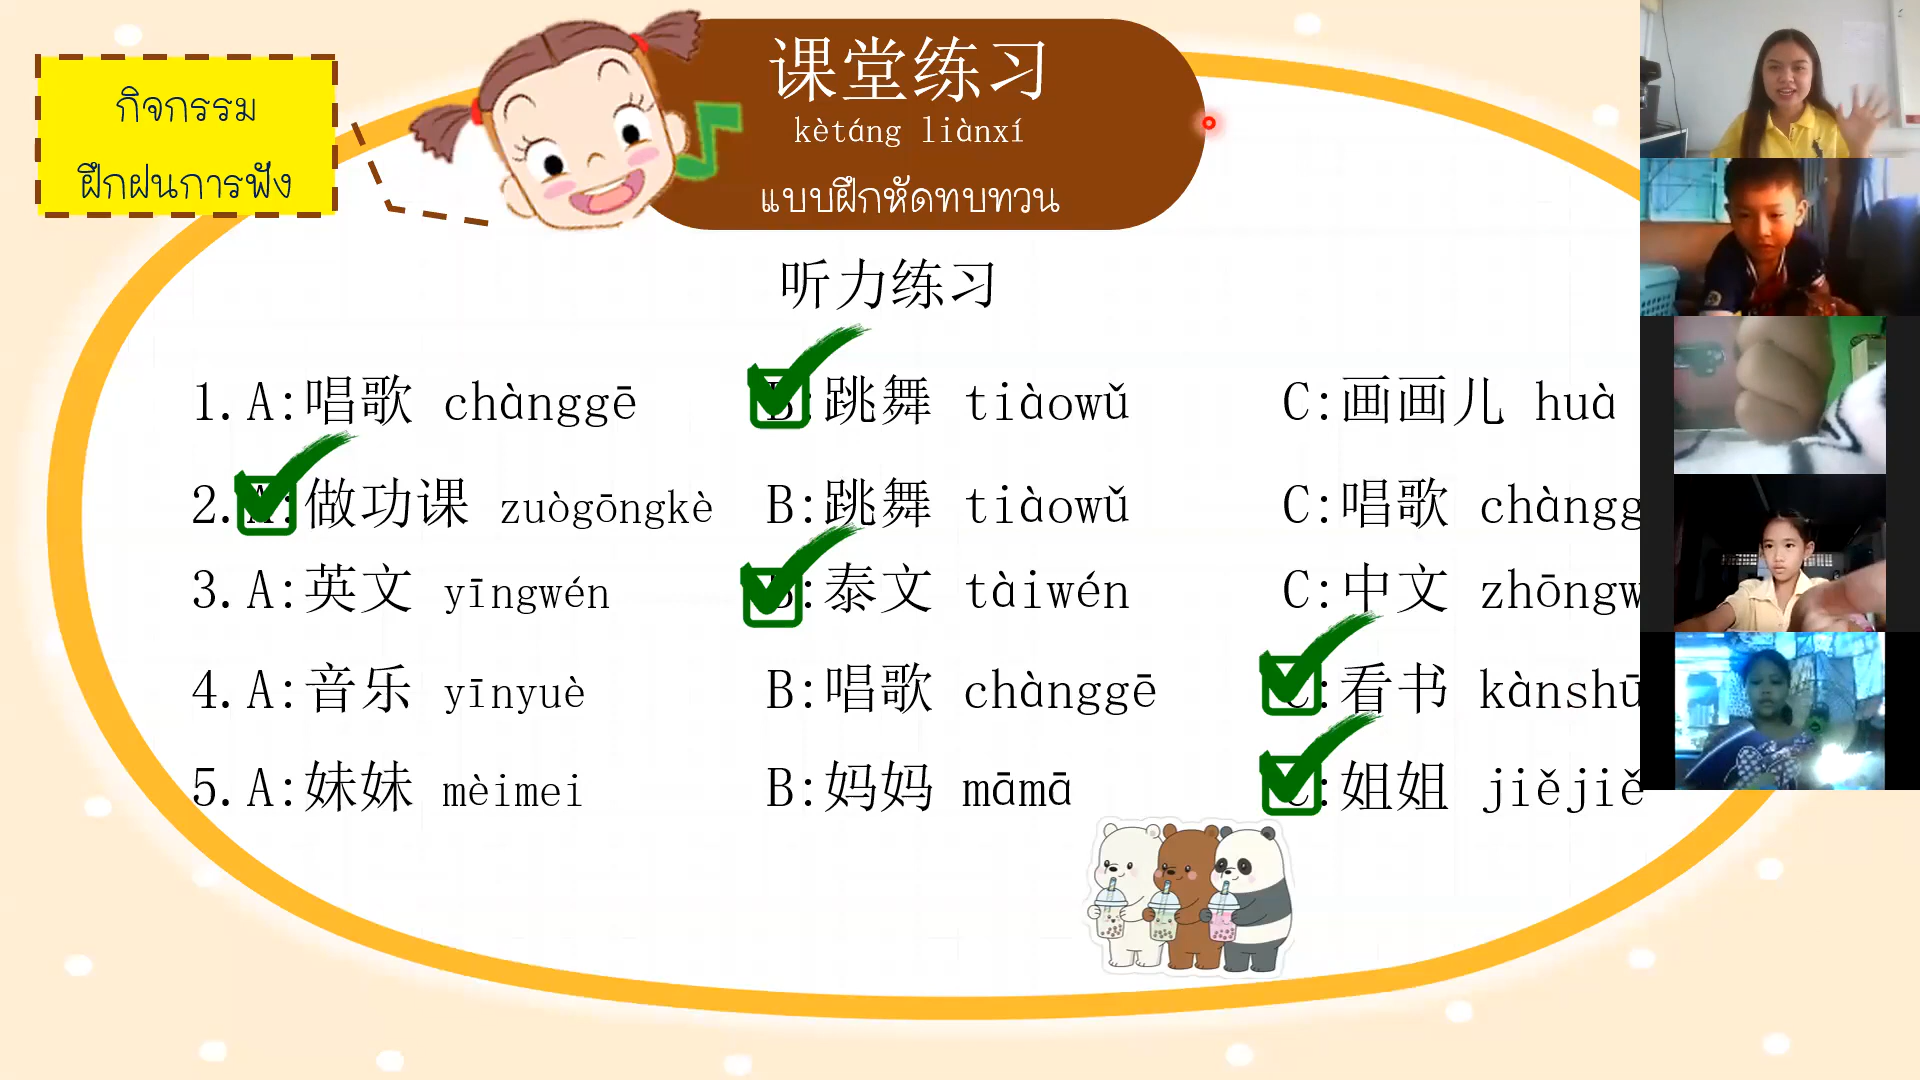 กิจกรรม
ฝึกฝนการฟัง
课堂练习
kètáng liànxí
แบบฝึกหัดทบทวน
听力练习
1.A:唱歌 chànggē B:跳舞 tiàowǔ C:画画儿 huà
2.A:做功课 zuògōngkè B:跳舞 tiàowǔ C:唱歌 chàngg
3.A:英文 yīngwén B:泰文 tàiwén C:中文 zhōngw
4.A:音乐 yīnyuè B:唱歌 chànggē C:看书 kànshū
5.A:妹妹 mèimei B:妈妈 māmā C:姐姐 jiějiě